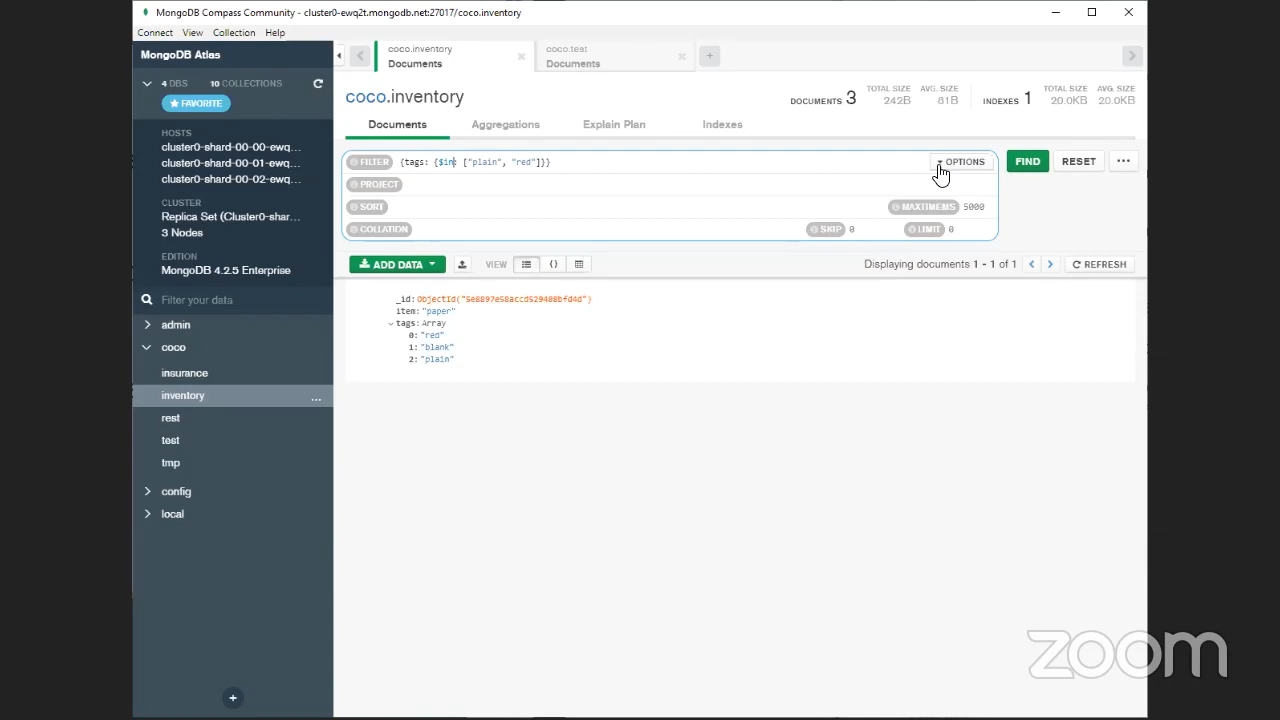 MongoDB Compass Community - cluster0-ewq2t.mongodb.net:27017/coco.inventory
Connect View Collection Help
MongoDB Atlas
4 DBS 10 COLLECTIONS
FAVORITE
HOSTS
cluster0-shard-00-00-ewq...
cluster0-shard-00-01-ewq...
cluster0-shard-00-02-ewq...
CLUSTER
Replica Set (Cluster0-shar...
3 Nodes
EDITION
MongoDB 4.2.5 Enterprise
Filter your data
admin
coco
insurance
inventory ...
rest
test
tmp
config
local
coco.inventory
Documents
coco.test
Documents
coco.inventory
DOCUMENTS 3
TOTAL SIZE
242B
AVG. SIZE
81B
INDEXES 1
TOTAL SIZE
20.0KB
AVG. SIZE
20.0KB
Documents Aggregations Explain Plan Indexes
FILTER {tags: {$in: ["plain", "red"]}} OPTIONS FIND RESET
PROJECT
SORT MAXTIMEMS 5000
COLLATION SKIP 0 LIMIT 0
ADD DATA VIEW {} Displaying documents 1 - 1 of 1 REFRESH
_id: ObjectId("5e8897e58accd529488bfd4d")
item: "paper"
tags: Array
0: "red"
1: "blank"
2: "plain"
zoom